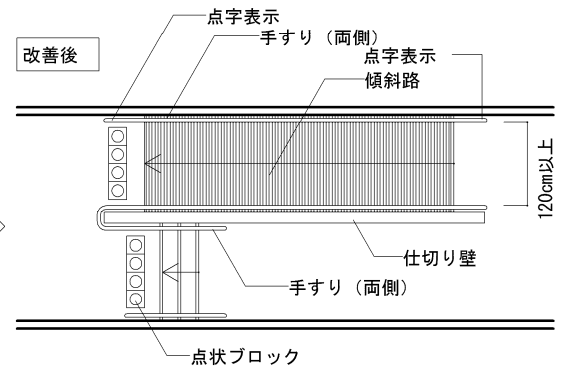 点字表示
手すり（両側）
改善後
点字表示
傾斜路
120cm以上
仕切り壁
手すり（両側）
点状ブロック